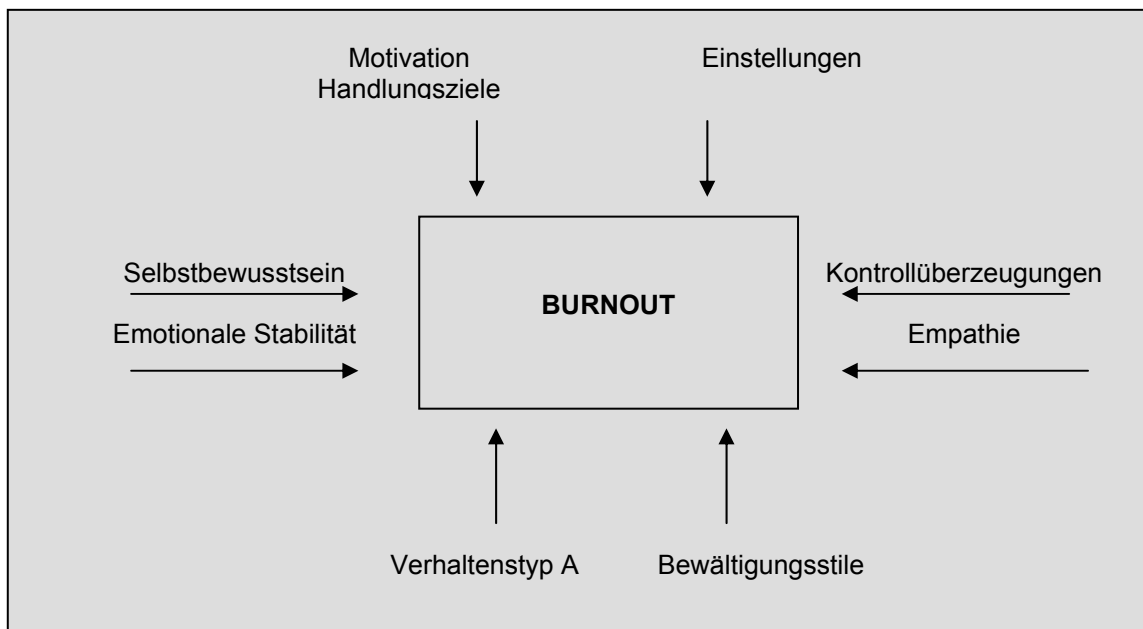 Motivation
Handlungsziele
Einstellungen
Selbstbewusstsein
Kontrollüberzeugungen
BURNOUT
Emotionale Stabilität
Empathie
Verhaltenstyp A
Bewältigungsstile